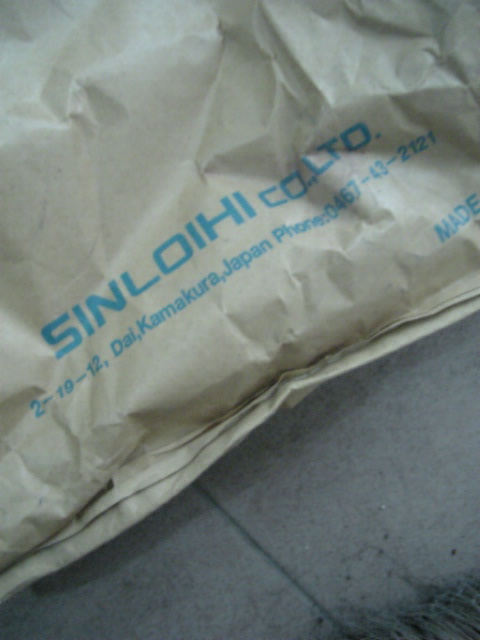 SINLOIHI CO.,LTD.
2-19-12, Dai,Kamakura,Japan Phone:0467-43-2121
MADE